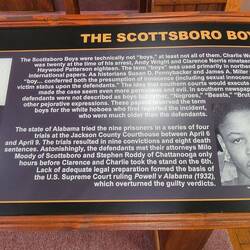 THE SCOTTSBORO BOY
The Scottsboro Boys were technically not "boys," at least not all of them. Charlie We
was twenty at the time of his arrest, Andy Wright and Clarence Norris nineteen
Haywood Patterson eighteen. The term "boys" was used primarily in northern
international papers. As historians Susan D. Pennybacker and James A. Miller
"boy... conferred both the presumption of innocence (including sexual innocence
victim status upon the defendants." The idea that southern courts would execute
made the case seem even more perverse and evil. In southern newspape
defendants were not described as boys but rather, "Negroes," "Beasts," "Brut
other pejorative expressions. These papers reserved the term
boys for the white hoboes who first reported the incident,
who were much older than the defendants.
The state of Alabama tried the nine prisoners in a series of four
trials at the Jackson County Courthouse between April 6
and April 9. The trials resulted in nine convictions and eight death
sentences. Astonishingly, the defendants met their attorneys Milo
Moody of Scottsboro and Stephen Roddy of Chattanooga only
hours before Clarence and Charlie took the stand on the 6th.
Lack of adequate legal preparation formed the basis of
the U.S. Supreme Court ruling Powell v Alabama (1932),
which overturned the guilty verdicts.